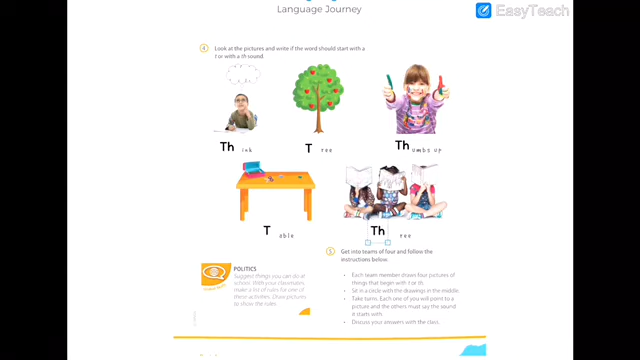 Language Journey
EasyTeach
4 Look at the pictures and write if the word should start with a
t or with a th sound.
Th ink
T ree
Th umbs up
T able
Th ree
POLITICS
Suggest things you can do at
school. With your classmates,
make a list of rules for one of
these activities. Draw pictures
to show the rules.
5 Get into teams of four and follow the
instructions below.
• Each team member draws four pictures of
things that begin with t or th.
• Sit in a circle with the drawings in the middle.
• Take turns. Each one of you will point to a
picture and the others must say the sound
it starts with.
• Discuss your answers with the class.